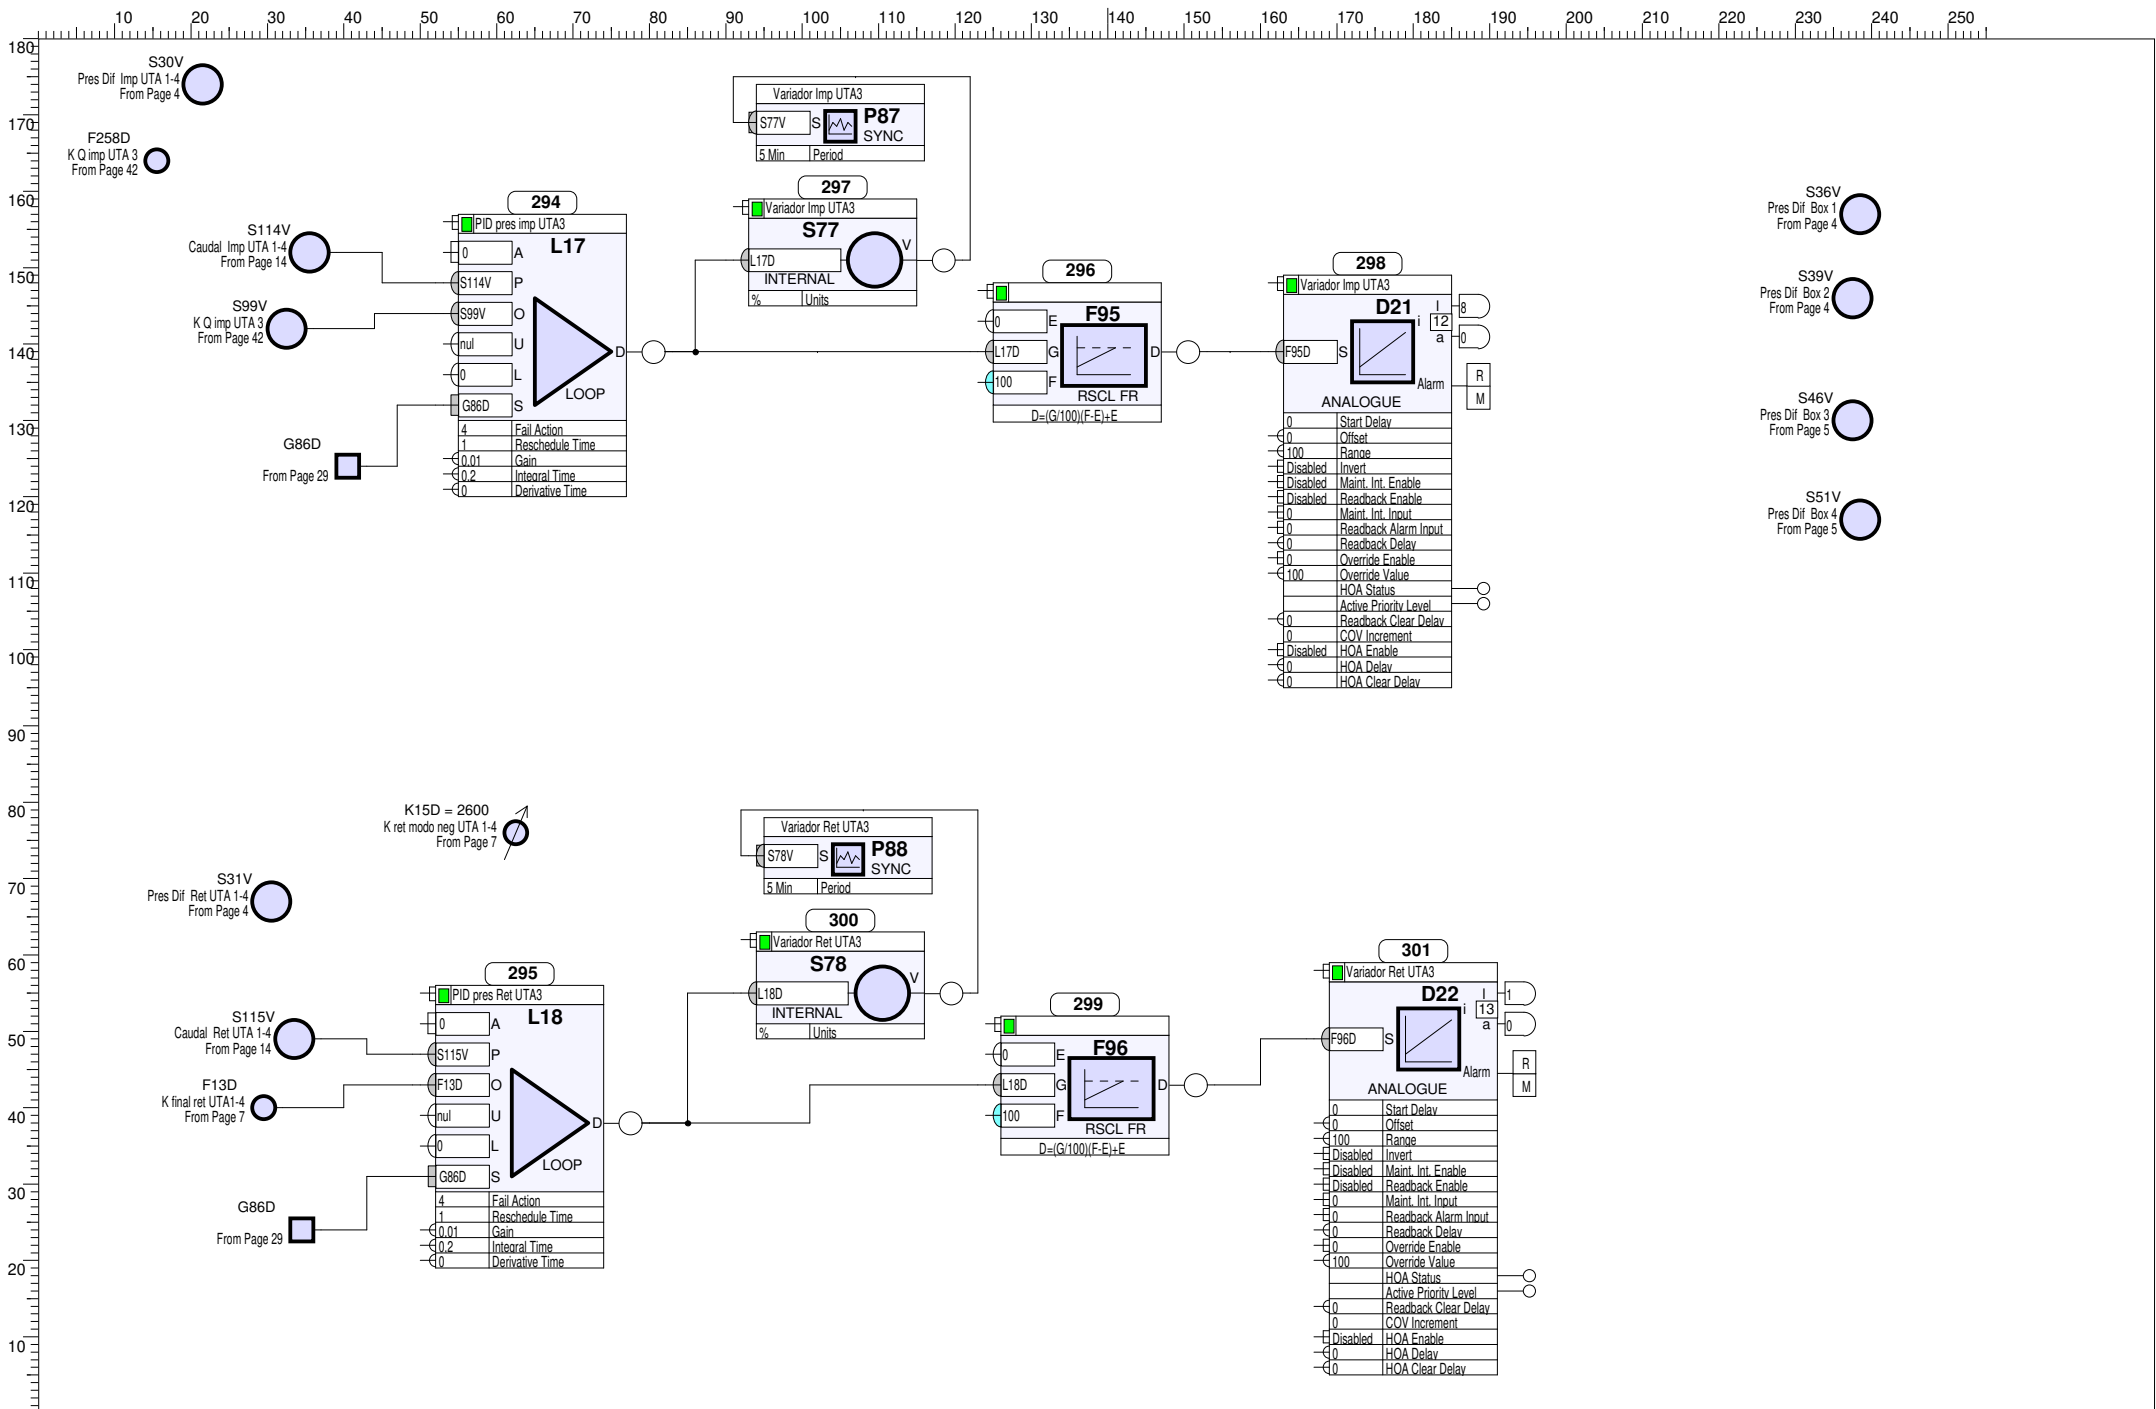 10 20 30 40 50 60 70 80 90 100 110 120 130 140 150 160 170 180 190 200 210 220 230 240 250
180
170
160
150
140
130
120
110
100
90
80
70
60
50
40
30
20
10
S30V
Pres Dif Imp UTA 1-4
From Page 4
F258D
K Q imp UTA 3
From Page 42
S114V
Caudal Imp UTA 1-4
From Page 14
S99V
K Q imp UTA 3
From Page 42
G86D
From Page 29
294
PID pres imp UTA3
L17
0 A
S114V P
S99V O
nul U
0 L
G86D S
D
LOOP
4 Fail Action
1 Reschedule Time
0.01 Gain
0.2 Integral Time
0 Derivative Time
Variador Imp UTA3
S77V S P87
SYNC
5 Min Period
297
Variador Imp UTA3
S77
V
L17D
INTERNAL
% Units
296
F95
0 E
L17D G
100 F
D
RSCL FR
D=(G/100)(F-E)+E
298
Variador Imp UTA3
D21
I 8
i 12
a 0
F95D S
Alarm
R
M
ANALOGUE
0 Start Delay
0 Offset
100 Range
Disabled Invert
Disabled Maint. Int. Enable
Disabled Readback Enable
0 Maint. Int. Input
0 Readback Alarm Input
0 Readback Delay
0 Override Enable
100 Override Value
HOA Status
Active Priority Level
0 Readback Clear Delay
0 COV Increment
Disabled HOA Enable
0 HOA Delay
0 HOA Clear Delay
S36V
Pres Dif Box 1
From Page 4
S39V
Pres Dif Box 2
From Page 4
S46V
Pres Dif Box 3
From Page 5
S51V
Pres Dif Box 4
From Page 5
K15D = 2600
K ret modo neg UTA 1-4
From Page 7
S31V
Pres Dif Ret UTA 1-4
From Page 4
S115V
Caudal Ret UTA 1-4
From Page 14
F13D
K final ret UTA1-4
From Page 7
G86D
From Page 29
295
PID pres Ret UTA3
L18
0 A
S115V P
F13D O
nul U
0 L
G86D S
D
LOOP
4 Fail Action
1 Reschedule Time
0.01 Gain
0.2 Integral Time
0 Derivative Time
Variador Ret UTA3
S78V S P88
SYNC
5 Min Period
300
Variador Ret UTA3
S78
V
L18D
INTERNAL
% Units
299
F96
0 E
L18D G
100 F
D
RSCL FR
D=(G/100)(F-E)+E
301
Variador Ret UTA3
D22
I 1
i 13
a 0
F96D S
Alarm
R
M
ANALOGUE
0 Start Delay
0 Offset
100 Range
Disabled Invert
Disabled Maint. Int. Enable
Disabled Readback Enable
0 Maint. Int. Input
0 Readback Alarm Input
0 Readback Delay
0 Override Enable
100 Override Value
HOA Status
Active Priority Level
0 Readback Clear Delay
0 COV Increment
Disabled HOA Enable
0 HOA Delay
0 HOA Clear Delay